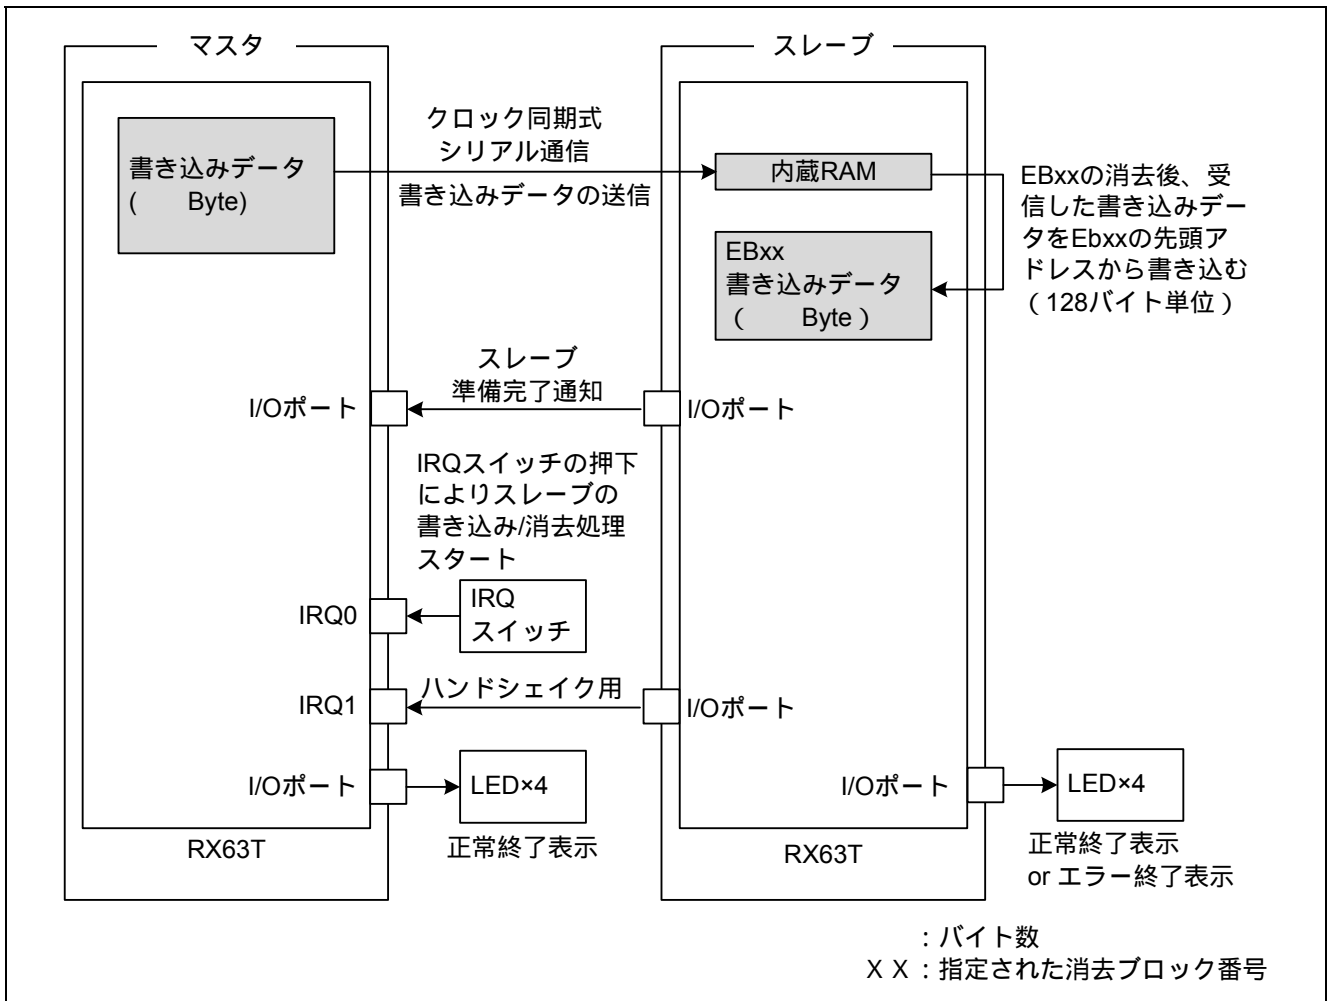 マスタ
スレーブ
書き込みデータ
(　　Byte)
クロック同期式
シリアル通信
書き込みデータの送信
内蔵RAM
EBxx
書き込みデータ
(　　Byte )
EBxxの消去後、受
信した書き込みデー
タをEbxxの先頭ア
ドレスから書き込む
( 128バイト単位 )
スレーブ
準備完了通知
I/Oポート
I/Oポート
IRQスイッチの押下
によりスレーブの
書き込み/消去処理
スタート
IRQ0
IRQ
スイッチ
IRQ1
ハンドシェイク用
I/Oポート
I/Oポート
LED×4
正常終了表示
I/Oポート
LED×4
正常終了表示
or エラー終了表示
RX63T
RX63T
：バイト数
ＸＸ：指定された消去ブロック番号